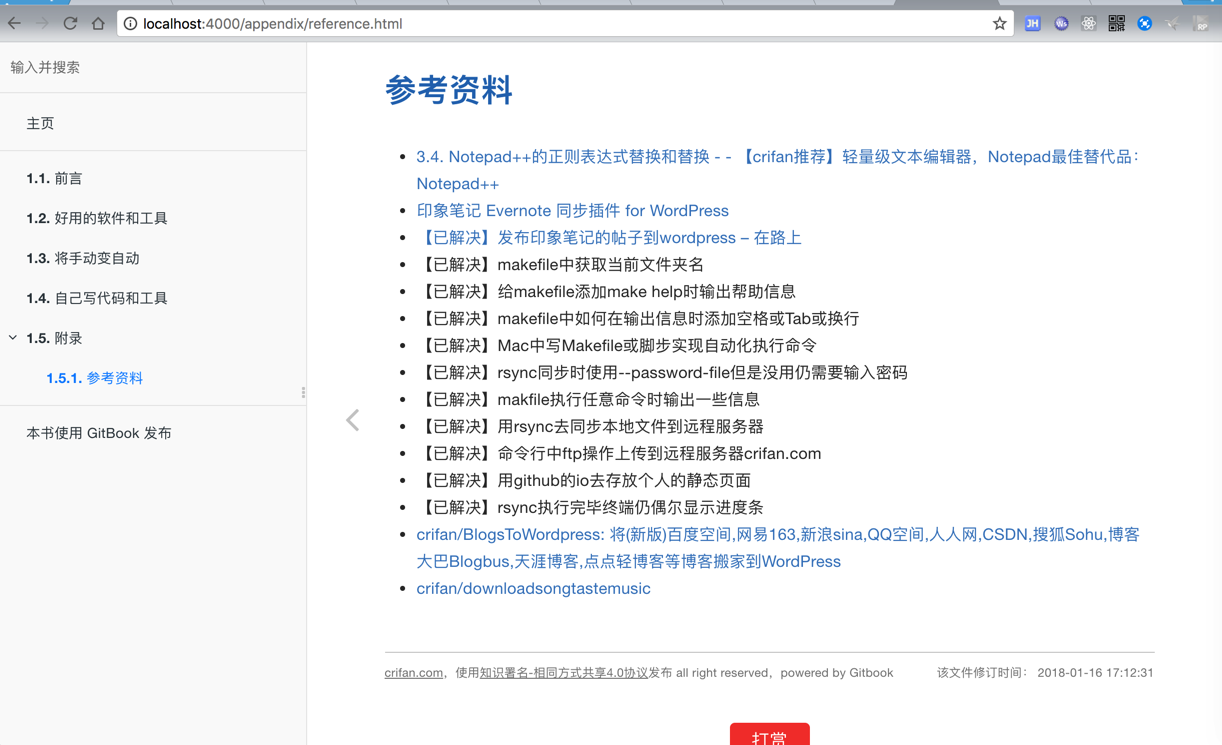 localhost:4000/appendix/reference.html
JH
Ws
RP
输入并搜索
主页
1.1. 前言
1.2. 好用的软件和工具
1.3. 将手动变自动
1.4. 自己写代码和工具
1.5. 附录
1.5.1. 参考资料
本书使用 GitBook 发布
参考资料
3.4. Notepad++的正则表达式替换和替换 - - 【crifan推荐】轻量级文本编辑器，Notepad最佳替代品：
Notepad++
印象笔记 Evernote 同步插件 for WordPress
【已解决】发布印象笔记的帖子到wordpress – 在路上
【已解决】makefile中获取当前文件夹名
【已解决】给makefile添加make help时输出帮助信息
【已解决】makefile中如何在输出信息时添加空格或Tab或换行
【已解决】Mac中写Makefile或脚步实现自动化执行命令
【已解决】rsync同步时使用--password-file但是没用仍需要输入密码
【已解决】makfile执行任意命令时输出一些信息
【已解决】用rsync去同步本地文件到远程服务器
【已解决】命令行中ftp操作上传到远程服务器crifan.com
【已解决】用github的io去存放个人的静态页面
【已解决】rsync执行完毕终端仍偶尔显示进度条
crifan/BlogsToWordpress: 将(新版)百度空间,网易163,新浪sina,QQ空间,人人网,CSDN,搜狐Sohu,博客
大巴Blogbus,天涯博客,点点轻博客等博客搬家到WordPress
crifan/downloadsongtastemusic
crifan.com，使用知识署名-相同方式共享4.0协议发布 all right reserved，powered by Gitbook 该文件修订时间： 2018-01-16 17:12:31
打赏